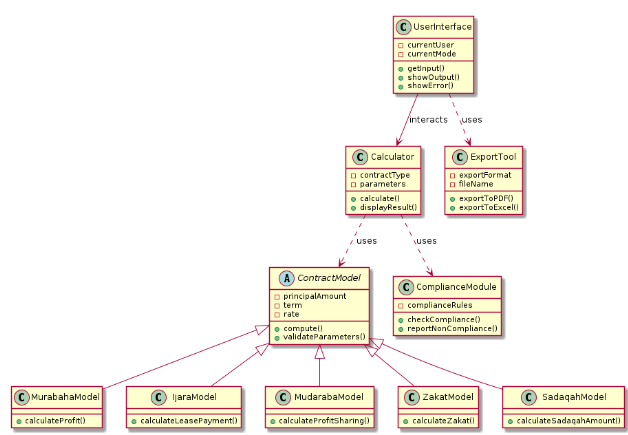 C UserInterface
currentUser
currentMode
getInput()
showOutput()
showError()
interacts
uses
C Calculator
contractType
parameters
calculate()
displayResult()
C ExportTool
exportFormat
fileName
exportToPDF()
exportToExcel()
uses
uses
A ContractModel
principalAmount
term
rate
compute()
validateParameters()
C ComplianceModule
complianceRules
checkCompliance()
reportNonCompliance()
C MurabahaModel
calculateProfit()
C IjaraModel
calculateLeasePayment()
C MudarabaModel
calculateProfitSharing()
C ZakatModel
calculateZakat()
C SadaqahModel
calculateSadaqahAmount()